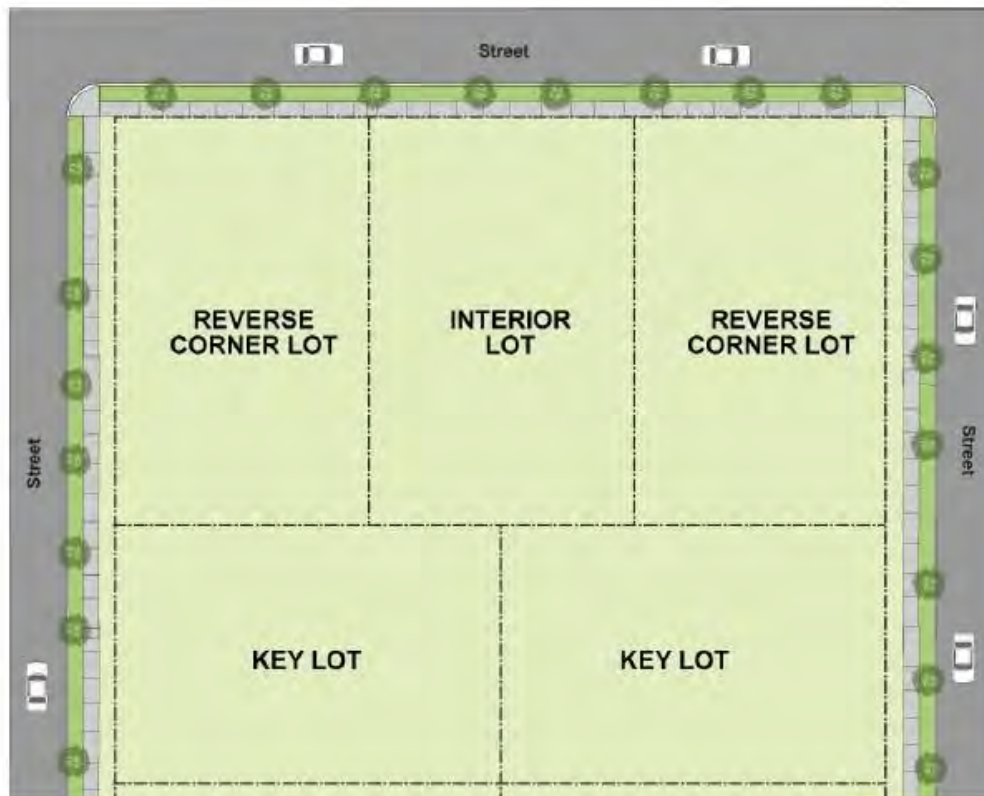 Street
REVERSE
CORNER LOT
INTERIOR
LOT
REVERSE
CORNER LOT
Street
Street
KEY LOT
KEY LOT